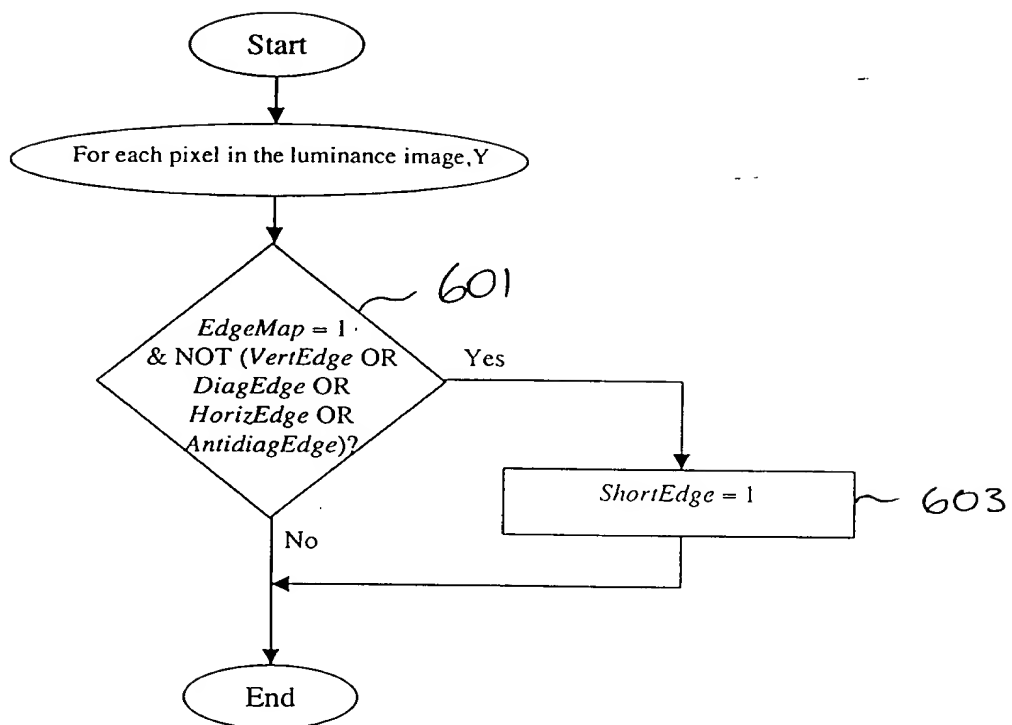 Start
For each pixel in the luminance image,Y
601
EdgeMap = 1
& NOT (VertEdge OR
DiagEdge OR
HorizEdge OR
AntidiagEdge)?
Yes
ShortEdge = 1
603
No
End